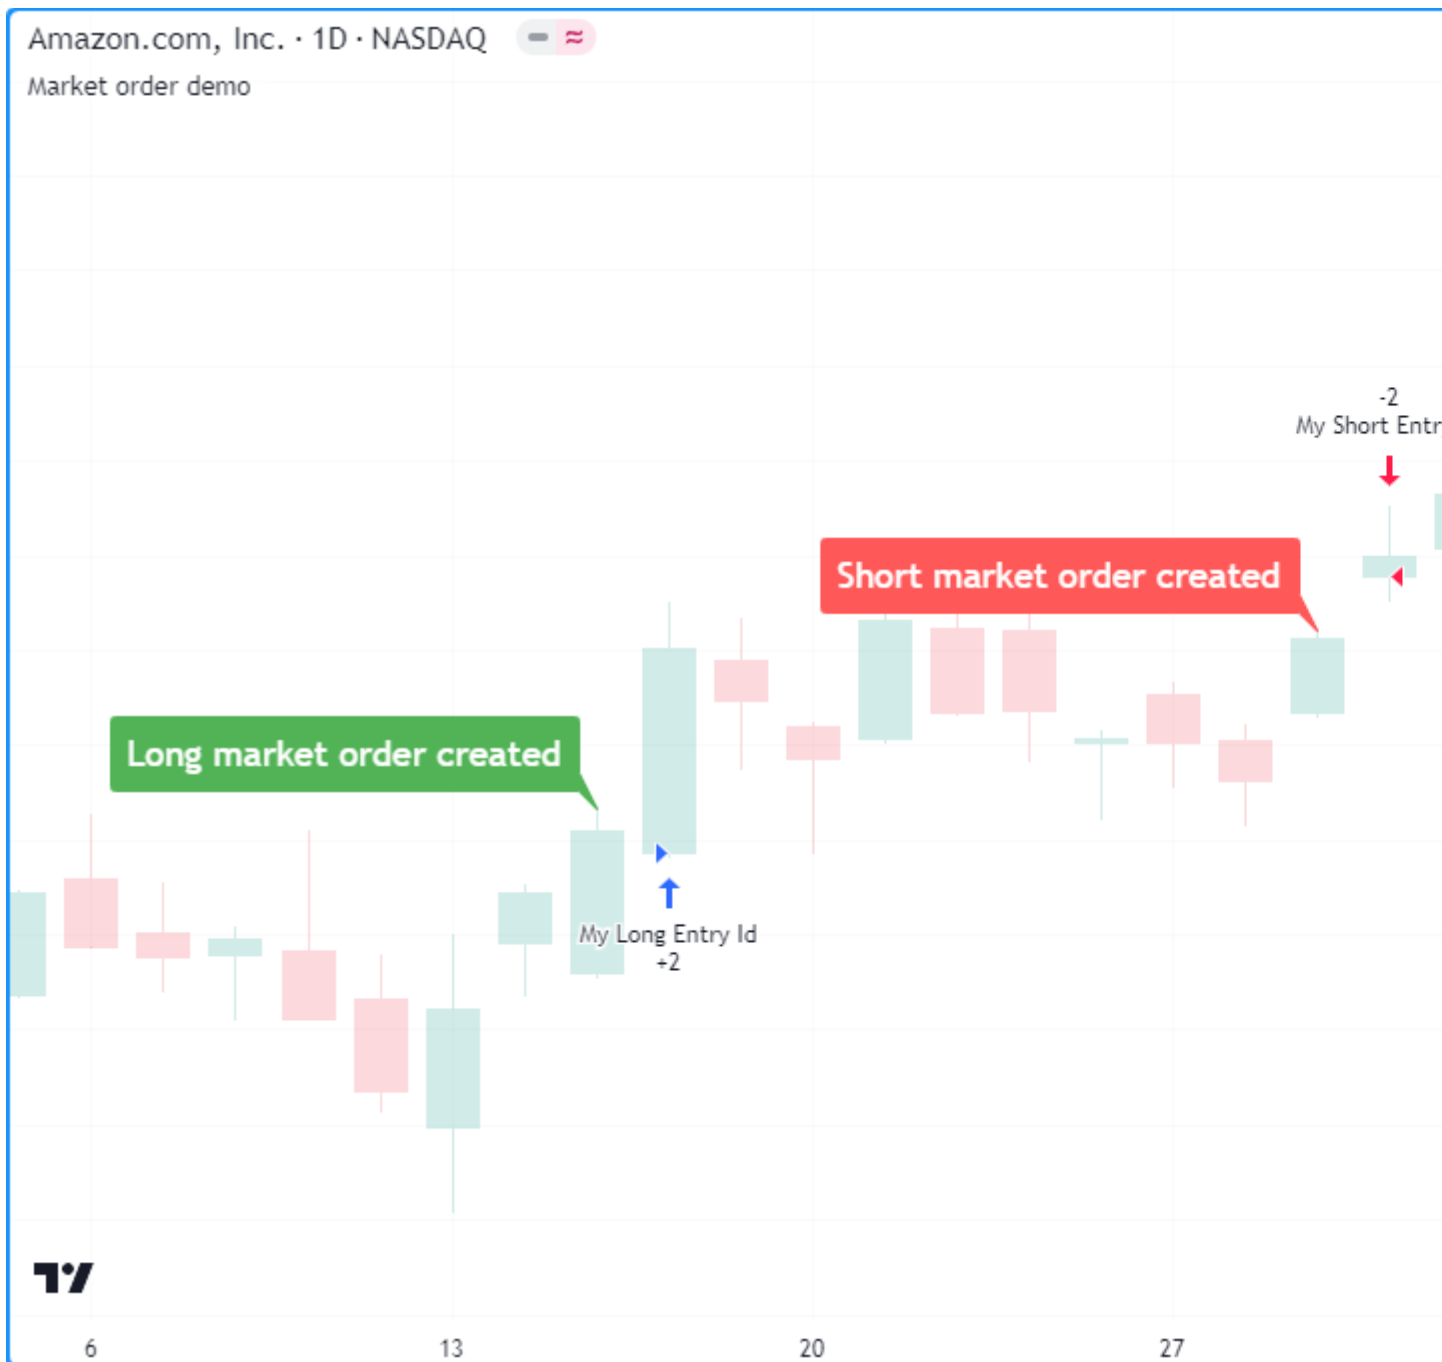 Amazon.com, Inc. · 1D · NASDAQ
Market order demo
-2
My Short Entr
Short market order created
Long market order created
My Long Entry Id
+2
6 13 20 27